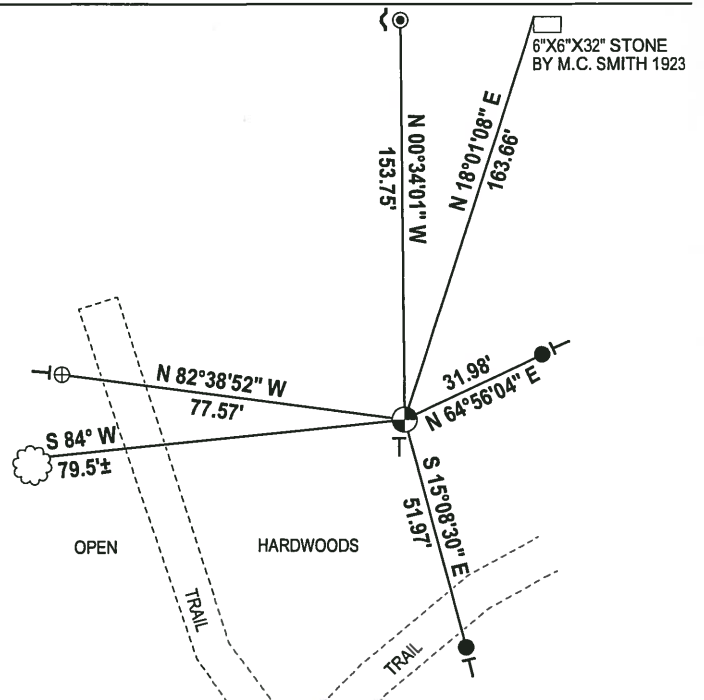 6"X6"X32" STONE
BY M.C. SMITH 1923
N 00°34'01" W
153.75'
N 18°01'08" E
163.66'
31.98'
N 64°56'04" E
N 82°38'52" W
77.57'
S 84° W
79.5'±
S 15°08'30" E
51.97'
OPEN
HARDWOODS
TRAIL
TRAIL